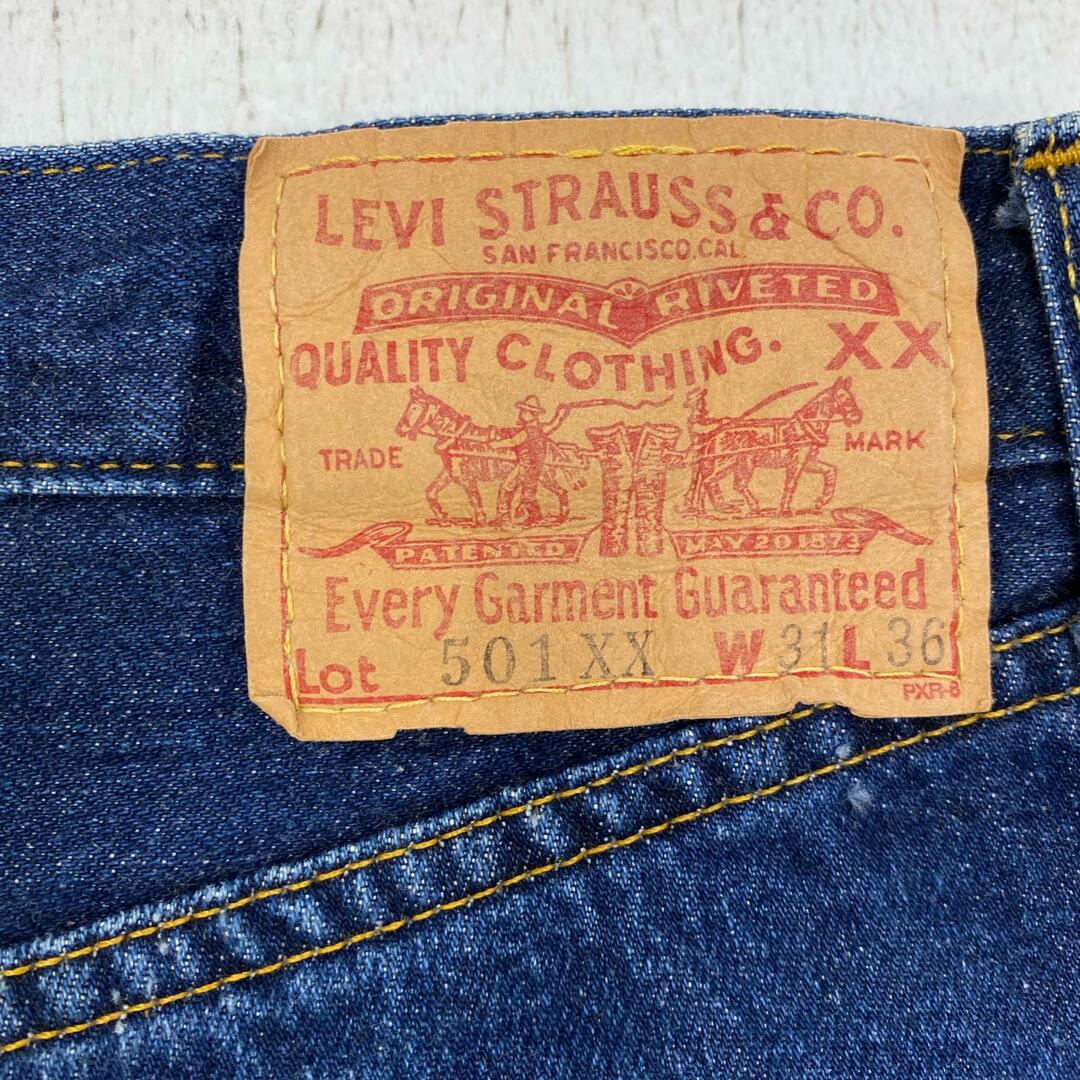 LEVI STRAUSS & CO.
SAN FRANCISCO, CAL.
ORIGINAL RIVETED
QUALITY CLOTHING. XX
TRADE MARK
PATENTED MAY 20 1873
Every Garment Guaranteed
Lot 501 XX W 31 L 36
PXR-8